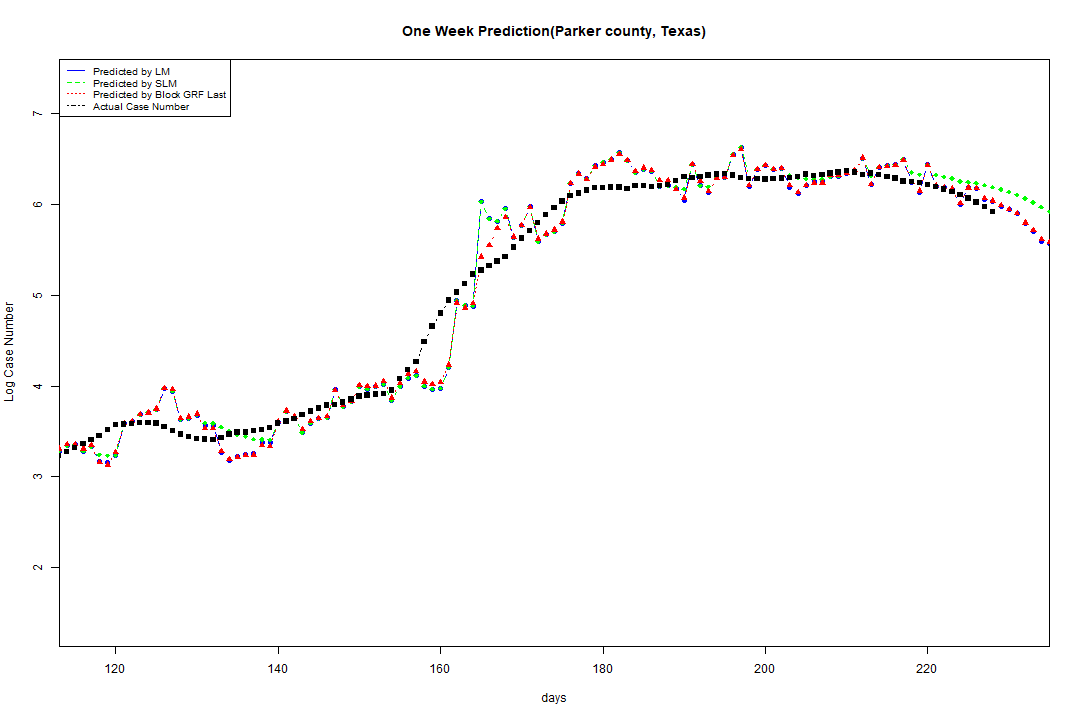 One Week Prediction(Parker county, Texas)
Predicted by LM
Predicted by SLM
Predicted by Block GRF Last
Actual Case Number
7
6
5
4
3
2
Log Case Number
120 140 160 180 200 220
days